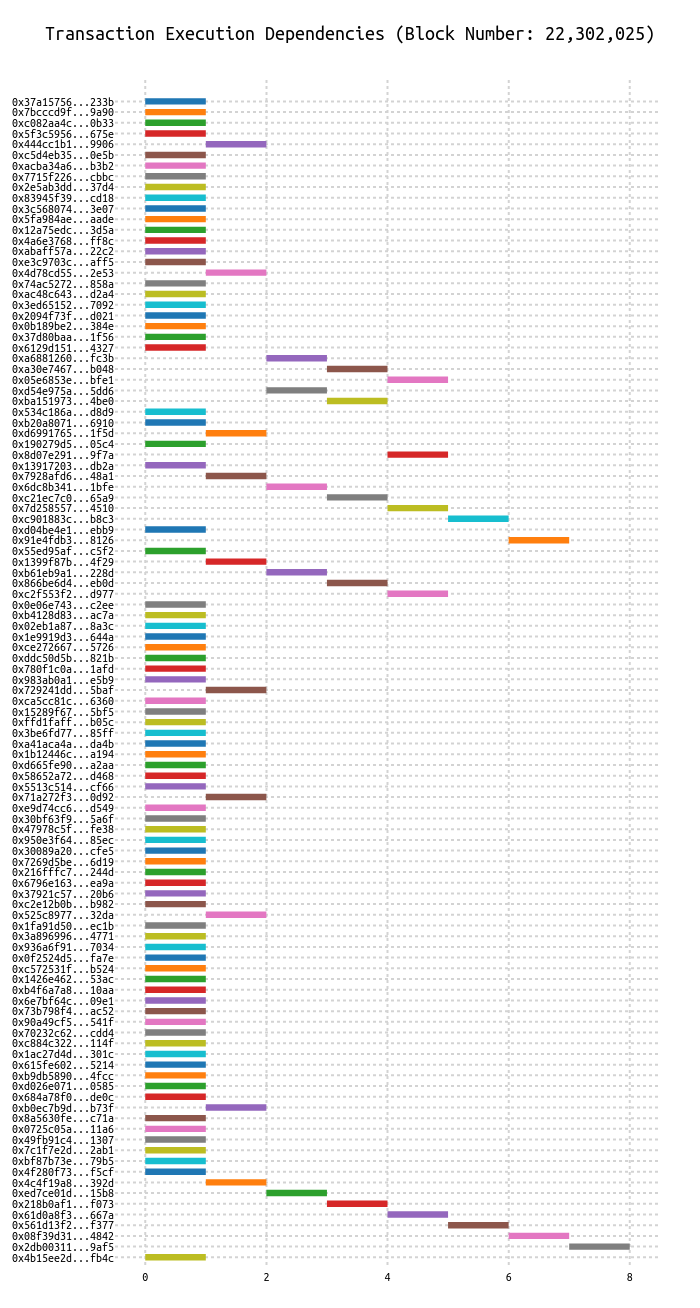 Transaction Execution Dependencies (Block Number: 22,302,025)
0x37a15756...233b
0x7bcccd9f...9a90
0xc082aa4c...0b33
0x5f3c5956...675e
0x444cc1b1...9906
0xc5d4eb35...0e5b
0xacba34a6...b3b2
0x7715f226...cbbc
0x2e5ab3dd...37d4
0x83945f39...cd18
0x3c568074...3e07
0x5fa984ae...aade
0x12a75edc...3d5a
0x4a6e3768...ff8c
0xabaff57a...22c2
0xe3c9703c...aff5
0x4d78cd55...2e53
0x74ac5272...858a
0xac48c643...d2a4
0x3ed65152...7092
0x2094f73f...d021
0x0b189be2...384e
0x37d80baa...1f56
0x6129d151...4327
0xa6881260...fc3b
0xa30e7467...b048
0x05e6853e...bfe1
0xd54e975a...5dd6
0xba151973...4be0
0x534c186a...d8d9
0xb20a8071...6910
0xd6991765...1f5d
0x190279d5...05c4
0x8d07e291...9f7a
0x13917203...db2a
0x7928afd6...48a1
0x6dc8b341...1bfe
0xc21ec7c0...65a9
0x7d258557...4510
0xc901883c...b8c3
0xd04be4e1...ebb9
0x91e4fdb3...8126
0x55ed95af...c5f2
0x1399f87b...4f29
0xb61eb9a1...228d
0x866be6d4...eb0d
0xc2f553f2...d977
0x0e06e743...c2ee
0xb4128d83...ac7a
0x02eb1a87...8a3c
0x1e9919d3...644a
0xce272667...5726
0xddc50d5b...821b
0x780f1c0a...1afd
0x983ab0a1...e5b9
0x729241dd...5baf
0xca5cc81c...6360
0x15289f67...5bf5
0xffd1faff...b05c
0x3be6fd77...85ff
0xa41aca4a...da4b
0x1b12446c...a194
0xd665fe90...a2aa
0x58652a72...d468
0x5513c514...cf66
0x71a272f3...0d92
0xe9d74cc6...d549
0x30bf63f9...5a6f
0x47978c5f...fe38
0x950e3f64...85ec
0x30089a20...cfe5
0x7269d5be...6d19
0x216fffc7...244d
0x6796e163...ea9a
0x37921c57...20b6
0xc2e12b0b...b982
0x525c8977...32da
0x1fa91d50...ec1b
0x3a896996...4771
0x936a6f91...7034
0x0f2524d5...fa7e
0xc572531f...b524
0x1426e462...53ac
0xb4f6a7a8...10aa
0x6e7bf64c...09e1
0x73b798f4...ac52
0x90a49cf5...541f
0x70232c62...cdd4
0xc884c322...114f
0x1ac27d4d...301c
0x615fe602...5214
0xb9db5890...4fcc
0xd026e071...0585
0x684a78f0...de0c
0xb0ec7b9d...b73f
0x8a5630fe...c71a
0x0725c05a...11a6
0x49fb91c4...1307
0x7c1f7e2d...2ab1
0xbf87b73e...79b5
0x4f280f73...f5cf
0x4c4f19a8...392d
0xed7ce01d...15b8
0x218b0af1...f073
0x61d0a8f3...667a
0x561d13f2...f377
0x08f39d31...4842
0x2db00311...9af5
0x4b15ee2d...fb4c
0 2 4 6 8